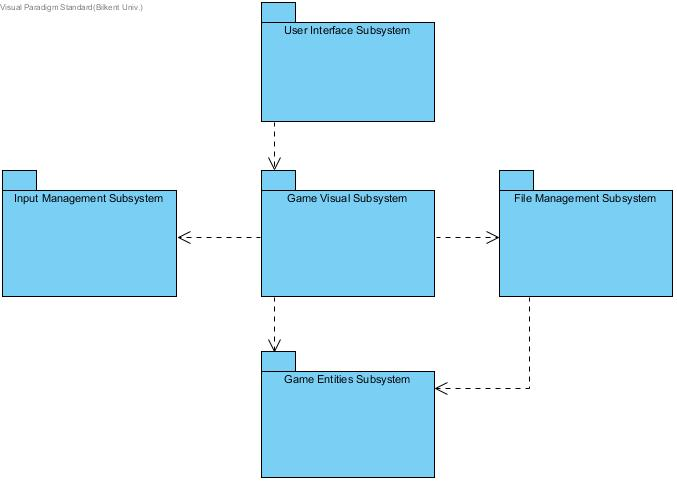 Visual Paradigm Standard(Bilkent Univ.)
User Interface Subsystem
Input Management Subsystem
Game Visual Subsystem
File Management Subsystem
Game Entities Subsystem